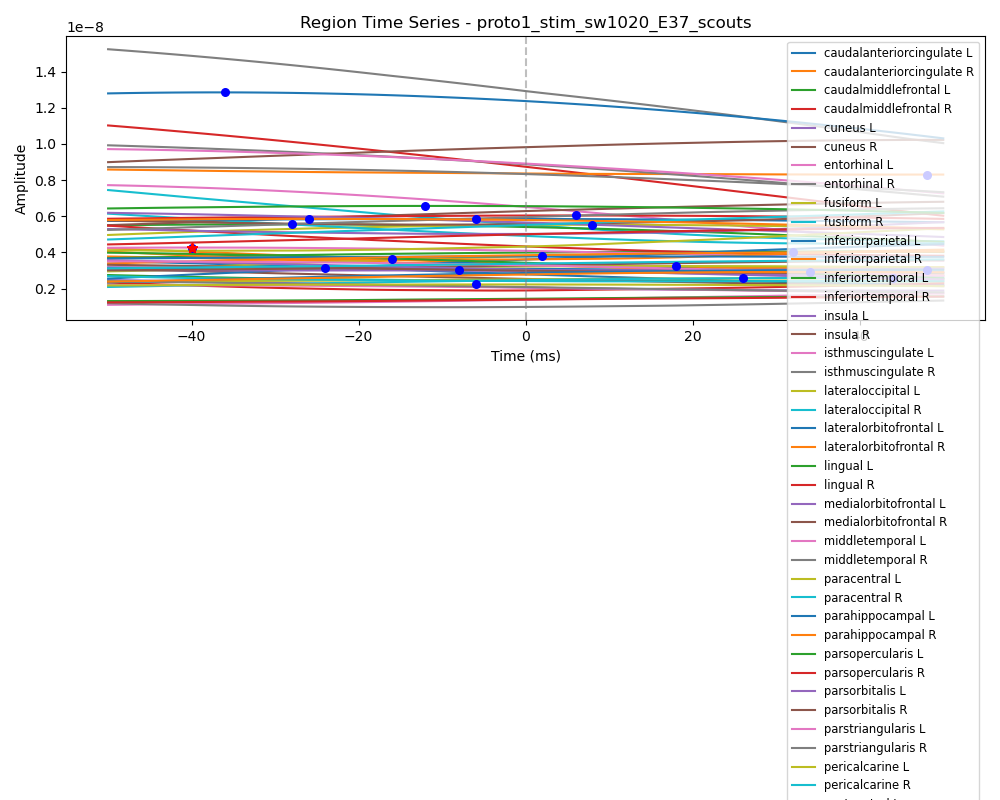 Region Time Series - proto1_stim_sw1020_E37_scouts
1e−8
1.4
1.2
1.0
0.8
0.6
0.4
0.2
Amplitude
−40
−20
0
20
40
Time (ms)
caudalanteriorcingulate L
caudalanteriorcingulate R
caudalmiddlefrontal L
caudalmiddlefrontal R
cuneus L
cuneus R
entorhinal L
entorhinal R
fusiform L
fusiform R
inferiorparietal L
inferiorparietal R
inferiortemporal L
inferiortemporal R
insula L
insula R
isthmuscingulate L
isthmuscingulate R
lateraloccipital L
lateraloccipital R
lateralorbitofrontal L
lateralorbitofrontal R
lingual L
lingual R
medialorbitofrontal L
medialorbitofrontal R
middletemporal L
middletemporal R
paracentral L
paracentral R
parahippocampal L
parahippocampal R
parsopercularis L
parsopercularis R
parsorbitalis L
parsorbitalis R
parstriangularis L
parstriangularis R
pericalcarine L
pericalcarine R